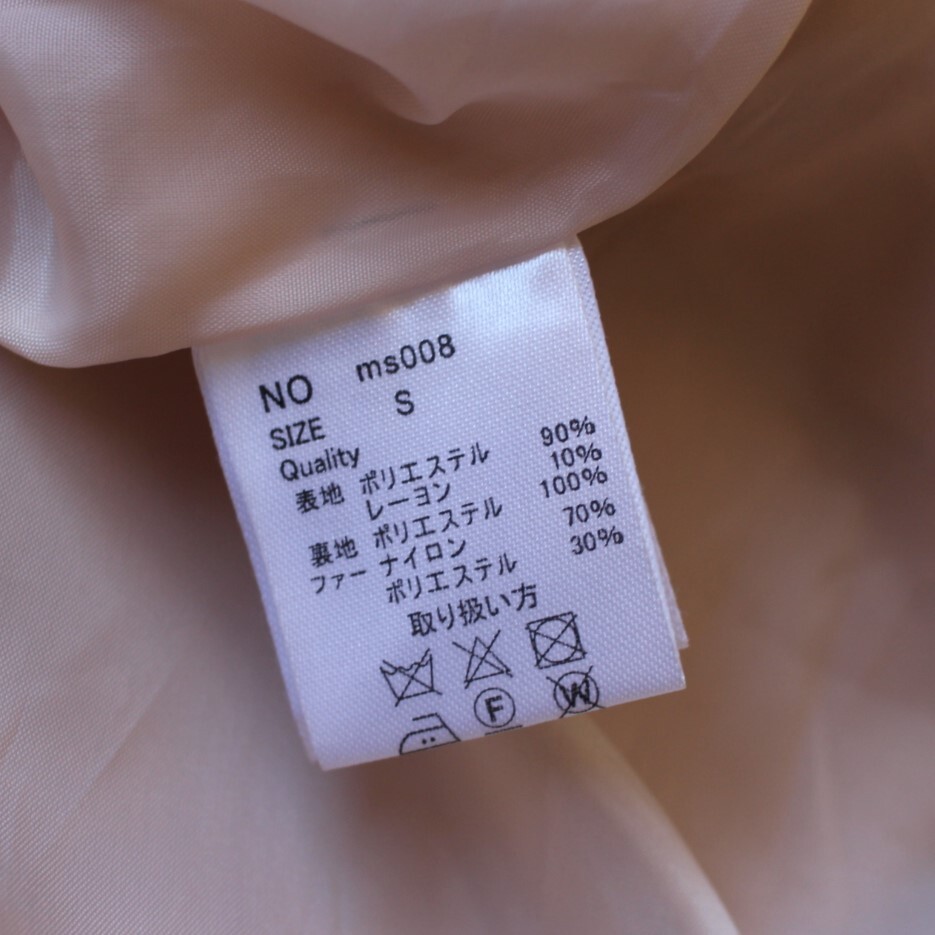 NO ms008
SIZE S
Quality
表地 ポリエステル 90%
レーヨン 10%
裏地 ポリエステル 100%
ファー ナイロン 70%
ポリエステル 30%
取り扱い方
F W